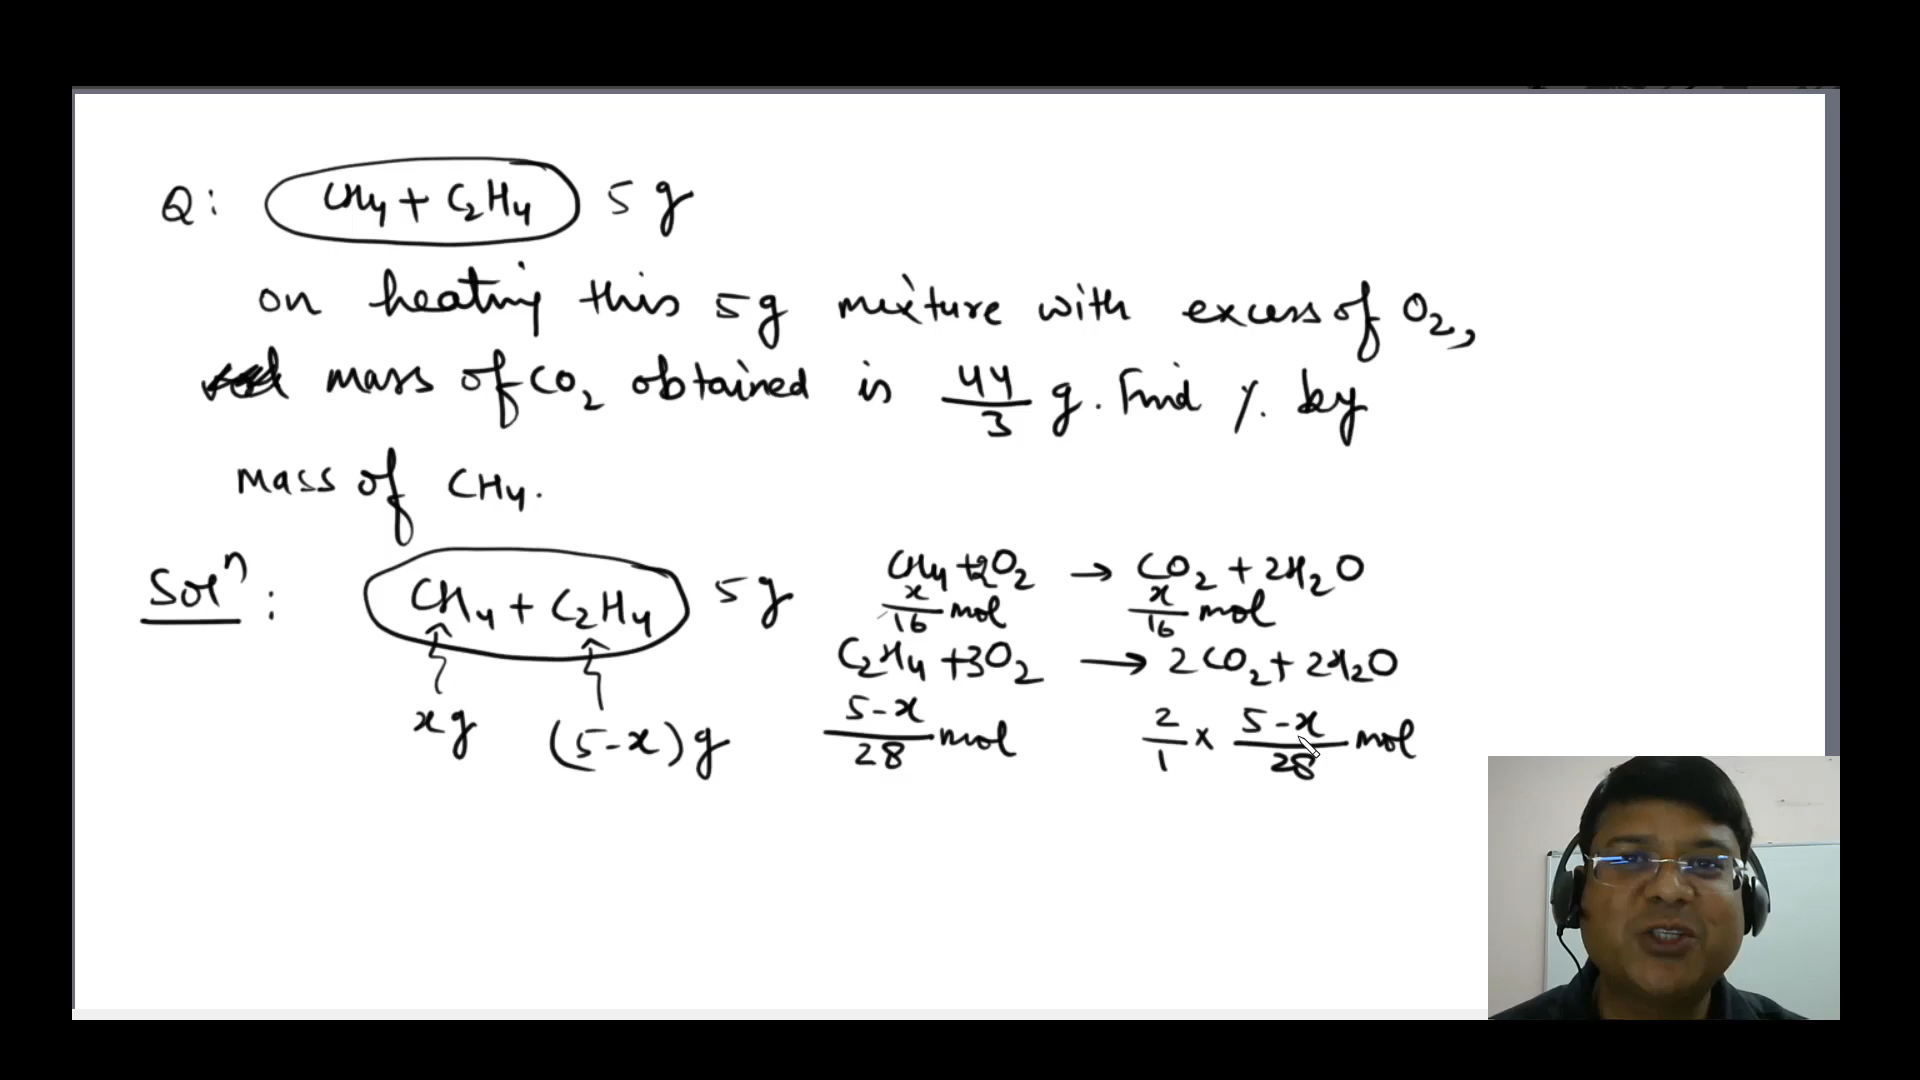 Q: CH4 + C2H4 5 g
on heating this 5g mixture with excess of O2,
mass of CO2 obtained is 44/3 g. Find % by
mass of CH4.
Solⁿ: CH4 + C2H4 5 g
x g (5-x) g
CH4 + 2O2 → CO2 + 2H2O
x/16 mol x/16 mol
C2H4 + 3O2 → 2CO2 + 2H2O
5-x/28 mol 2/1 × 5-x/28 mol